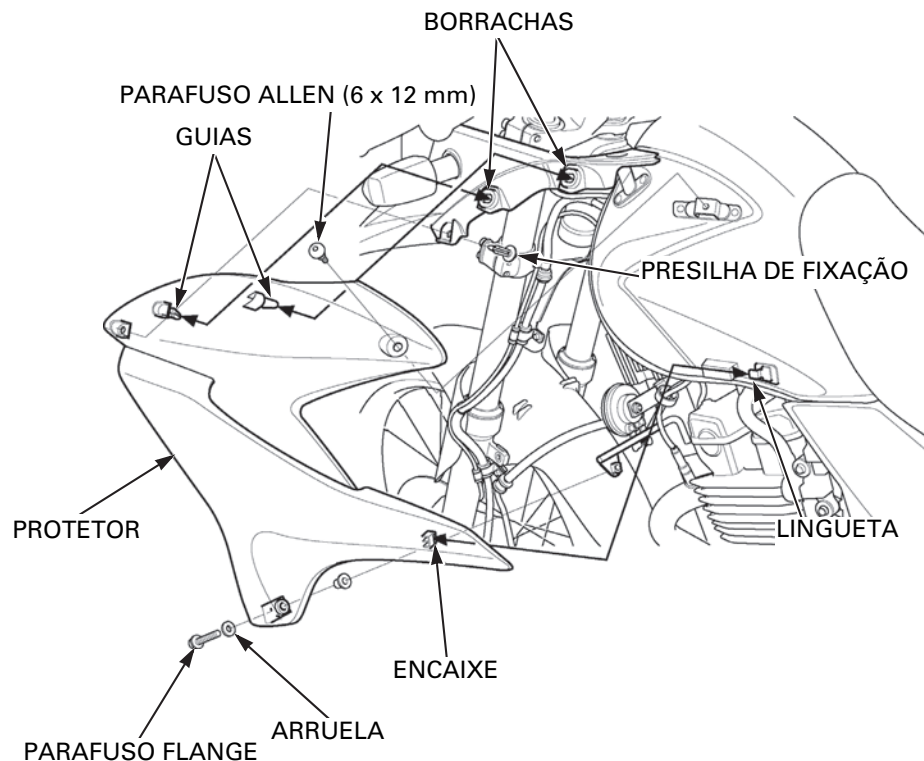 BORRACHAS
PARAFUSO ALLEN (6 x 12 mm)
GUIAS
PRESILHA DE FIXAÇÃO
PROTETOR
LINGUETA
ENCAIXE
ARRUELA
PARAFUSO FLANGE